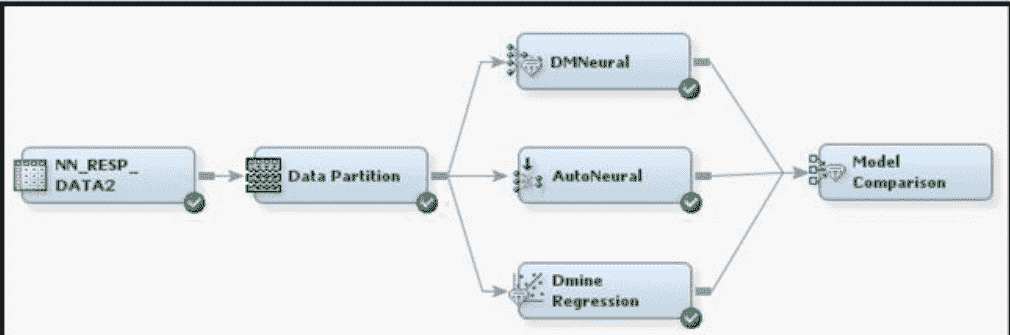 DMNeural
NN_RESP_
DATA2
Data Partition
AutoNeural
Model
Comparison
Dmine
Regression